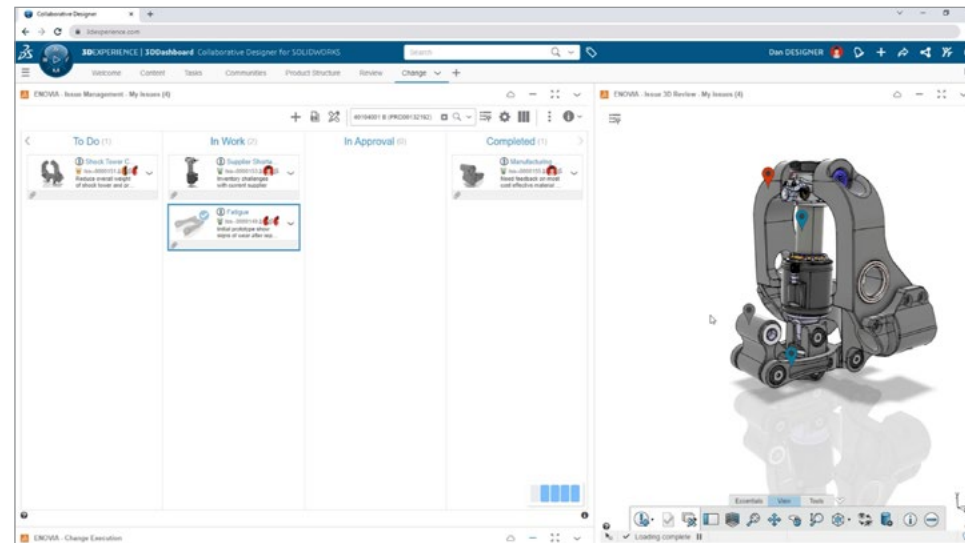 Collaborative Designer
3dexperience.com
3DEXPERIENCE | 3DDashboard Collaborative Designer for SOLIDWORKS
Search
Dan DESIGNER
Welcome Content Tasks Communities Product Structure Review Change
ENOVIA - Issue Management - My Issues (4)
ENOVIA - Issue 3D Review - My Issues (4)
To Do (1)
In Work (2)
In Approval (0)
Completed (1)
Shock Tower C...
Reduce overall weight
of shock tower and pr...
Supplier Shorta...
Inventory challenges
with current supplier
Manufacturing ...
Need feedback on most
cost effective material ...
Fatigue
Initial prototype show
signs of wear after rep...
Essentials View Tools
Loading complete
ENOVIA - Change Execution